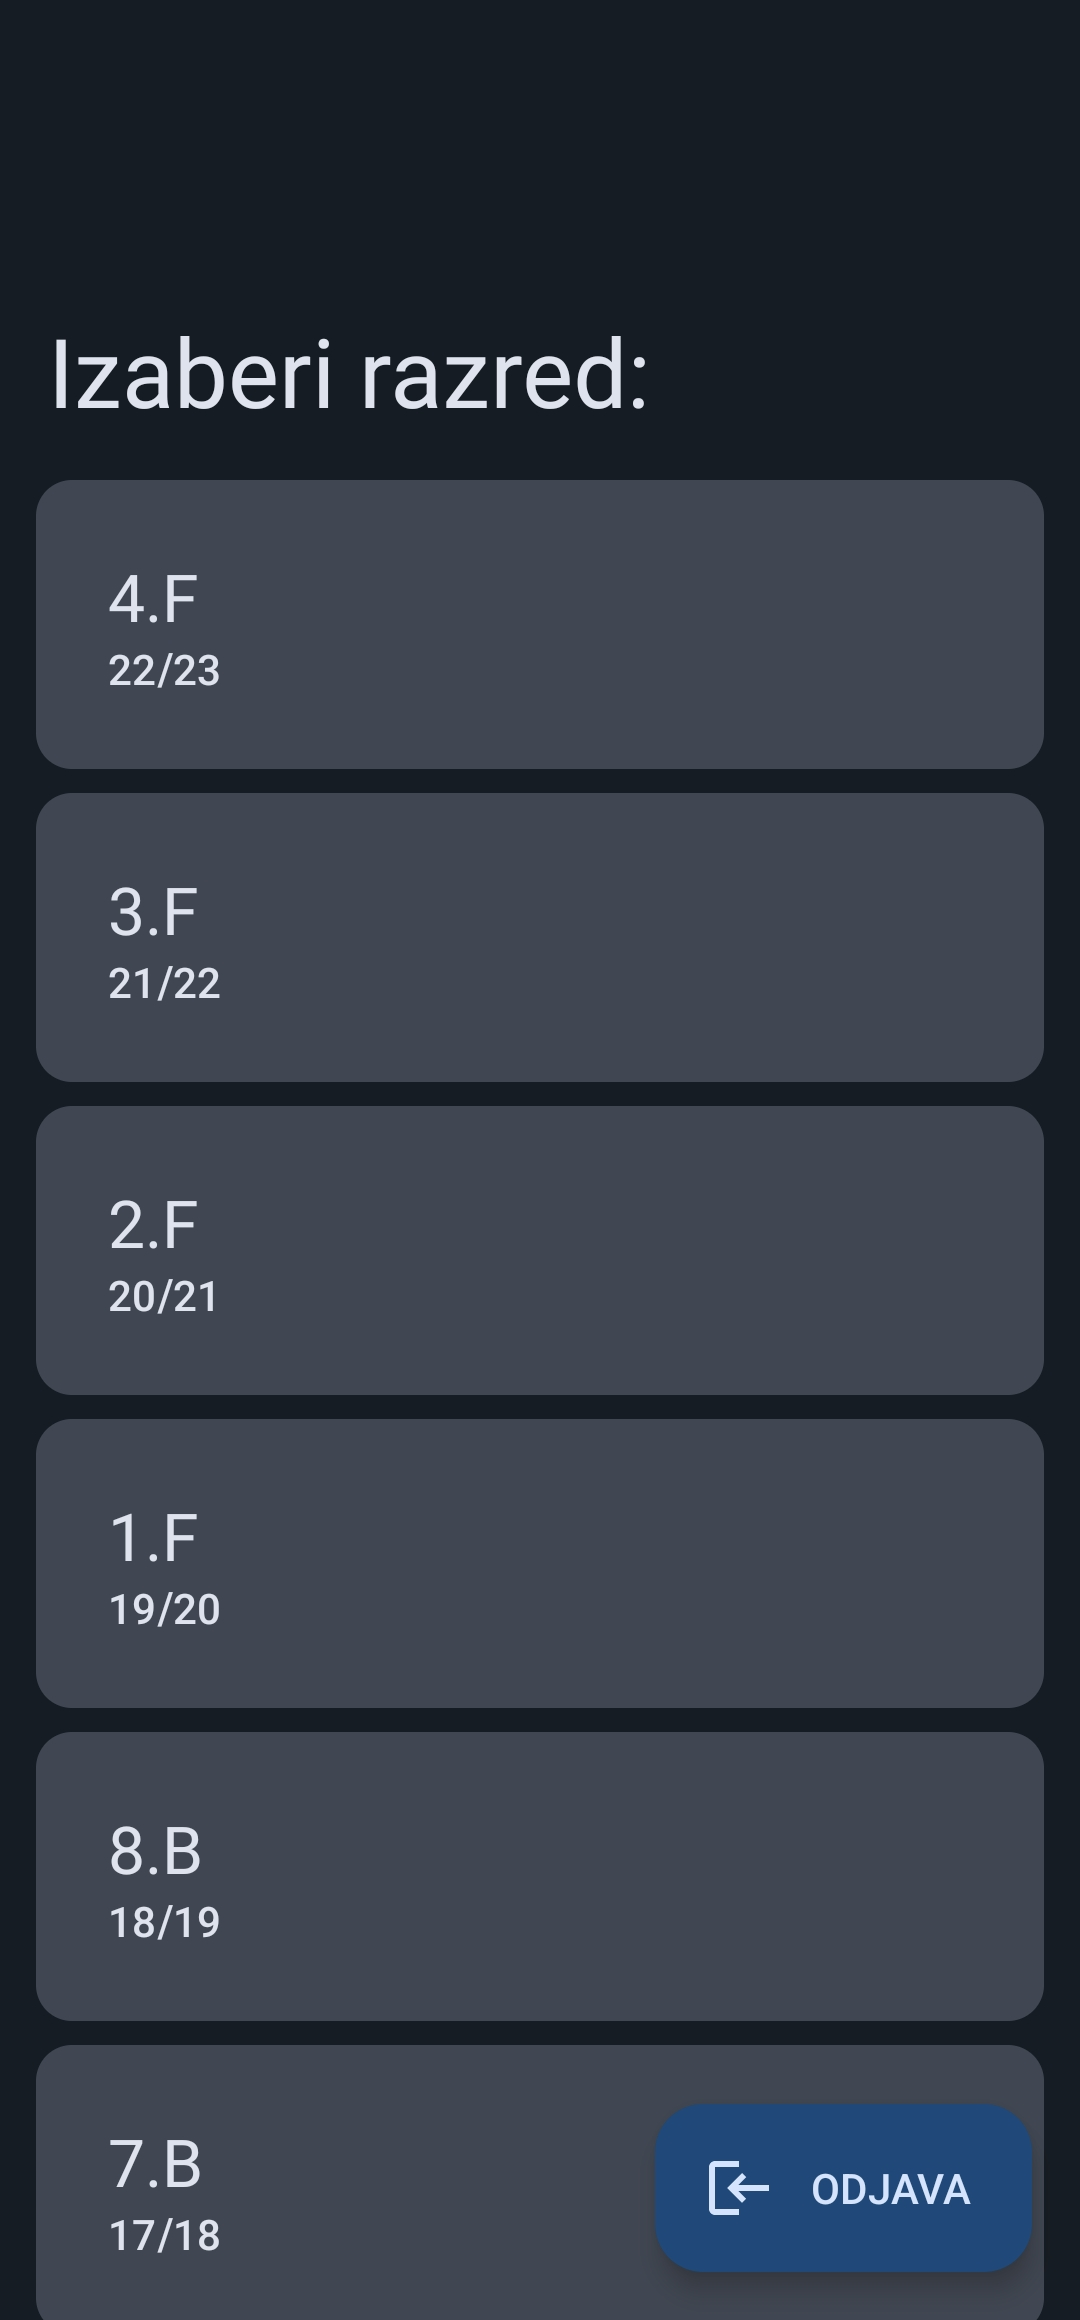 Izaberi razred:
4.F
22/23
3.F
21/22
2.F
20/21
1.F
19/20
8.B
18/19
7.B
17/18
ODJAVA